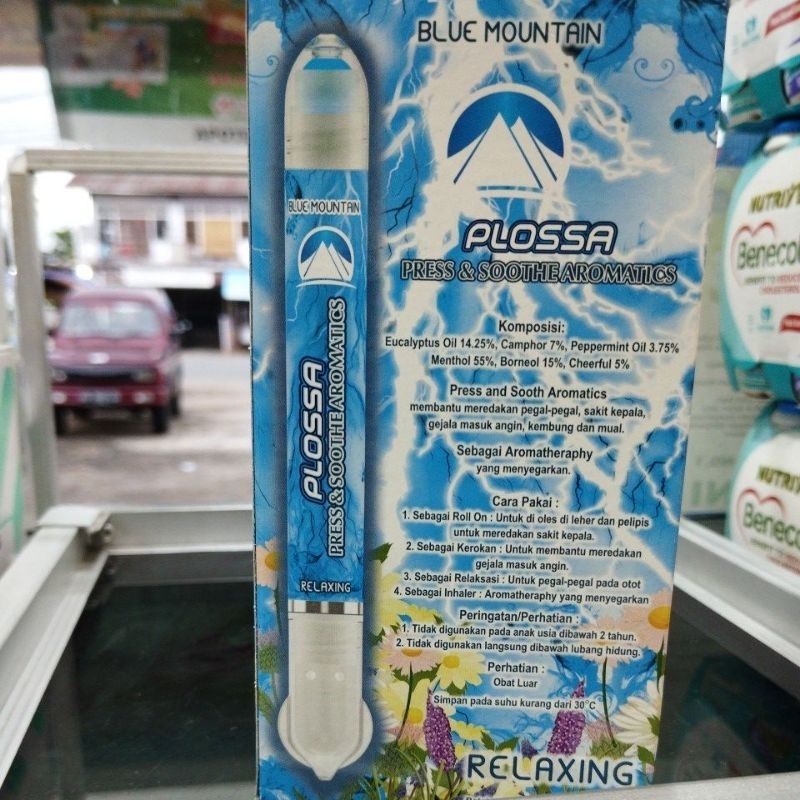 BLUE MOUNTAIN
PLOSSA
PRESS & SOOTHE AROMATICS
Komposisi:
Eucalyptus Oil 14.25%, Camphor 7%, Peppermint Oil 3.75%
Menthol 55%, Borneol 15%, Cheerful 5%
Press and Sooth Aromatics
membantu meredakan pegal-pegal, sakit kepala,
gejala masuk angin, kembung dan mual.
Sebagai Aromatheraphy
yang menyegarkan.
Cara Pakai :
1. Sebagai Roll On : Untuk di oles di leher dan pelipis
untuk meredakan sakit kepala.
2. Sebagai Kerokan : Untuk membantu meredakan
gejala masuk angin.
3. Sebagai Relaksasi : Untuk pegal-pegal pada otot
4. Sebagai Inhaler : Aromatheraphy yang menyegarkan
Peringatan/Perhatian :
1. Tidak digunakan pada anak usia dibawah 2 tahun.
2. Tidak digunakan langsung dibawah lubang hidung.
Perhatian :
Obat Luar
Simpan pada suhu kurang dari 30°C
RELAXING
BLUE MOUNTAIN
PLOSSA
PRESS & SOOTHE AROMATICS
RELAXING
NUTRIVE
Benecol
NUTRIVE
Benecol